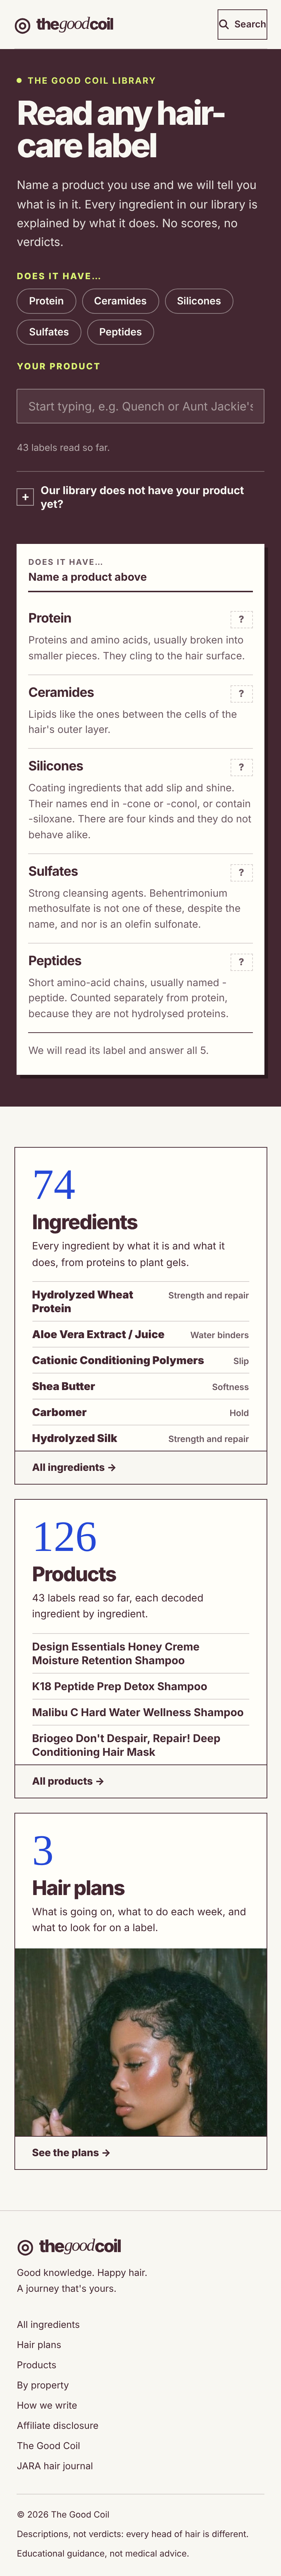 thegoodcoil
Search
THE GOOD COIL LIBRARY
Read any hair-
care label
Name a product you use and we will tell you
what is in it. Every ingredient in our library is
explained by what it does. No scores, no
verdicts.
DOES IT HAVE...
Protein
Ceramides
Silicones
Sulfates
Peptides
YOUR PRODUCT
Start typing, e.g. Quench or Aunt Jackie's
43 labels read so far.
+ Our library does not have your product
yet?
DOES IT HAVE...
Name a product above
Protein ?
Proteins and amino acids, usually broken into
smaller pieces. They cling to the hair surface.
Ceramides ?
Lipids like the ones between the cells of the
hair's outer layer.
Silicones ?
Coating ingredients that add slip and shine.
Their names end in -cone or -conol, or contain
-siloxane. There are four kinds and they do not
behave alike.
Sulfates ?
Strong cleansing agents. Behentrimonium
methosulfate is not one of these, despite the
name, and nor is an olefin sulfonate.
Peptides ?
Short amino-acid chains, usually named -
peptide. Counted separately from protein,
because they are not hydrolysed proteins.
We will read its label and answer all 5.
74
Ingredients
Every ingredient by what it is and what it
does, from proteins to plant gels.
Hydrolyzed Wheat
Protein
Strength and repair
Aloe Vera Extract / Juice Water binders
Cationic Conditioning Polymers Slip
Shea Butter Softness
Carbomer Hold
Hydrolyzed Silk Strength and repair
All ingredients →
126
Products
43 labels read so far, each decoded
ingredient by ingredient.
Design Essentials Honey Creme
Moisture Retention Shampoo
K18 Peptide Prep Detox Shampoo
Malibu C Hard Water Wellness Shampoo
Briogeo Don't Despair, Repair! Deep
Conditioning Hair Mask
All products →
3
Hair plans
What is going on, what to do each week, and
what to look for on a label.
See the plans →
thegoodcoil
Good knowledge. Happy hair.
A journey that's yours.
All ingredients
Hair plans
Products
By property
How we write
Affiliate disclosure
The Good Coil
JARA hair journal
© 2026 The Good Coil
Descriptions, not verdicts: every head of hair is different.
Educational guidance, not medical advice.